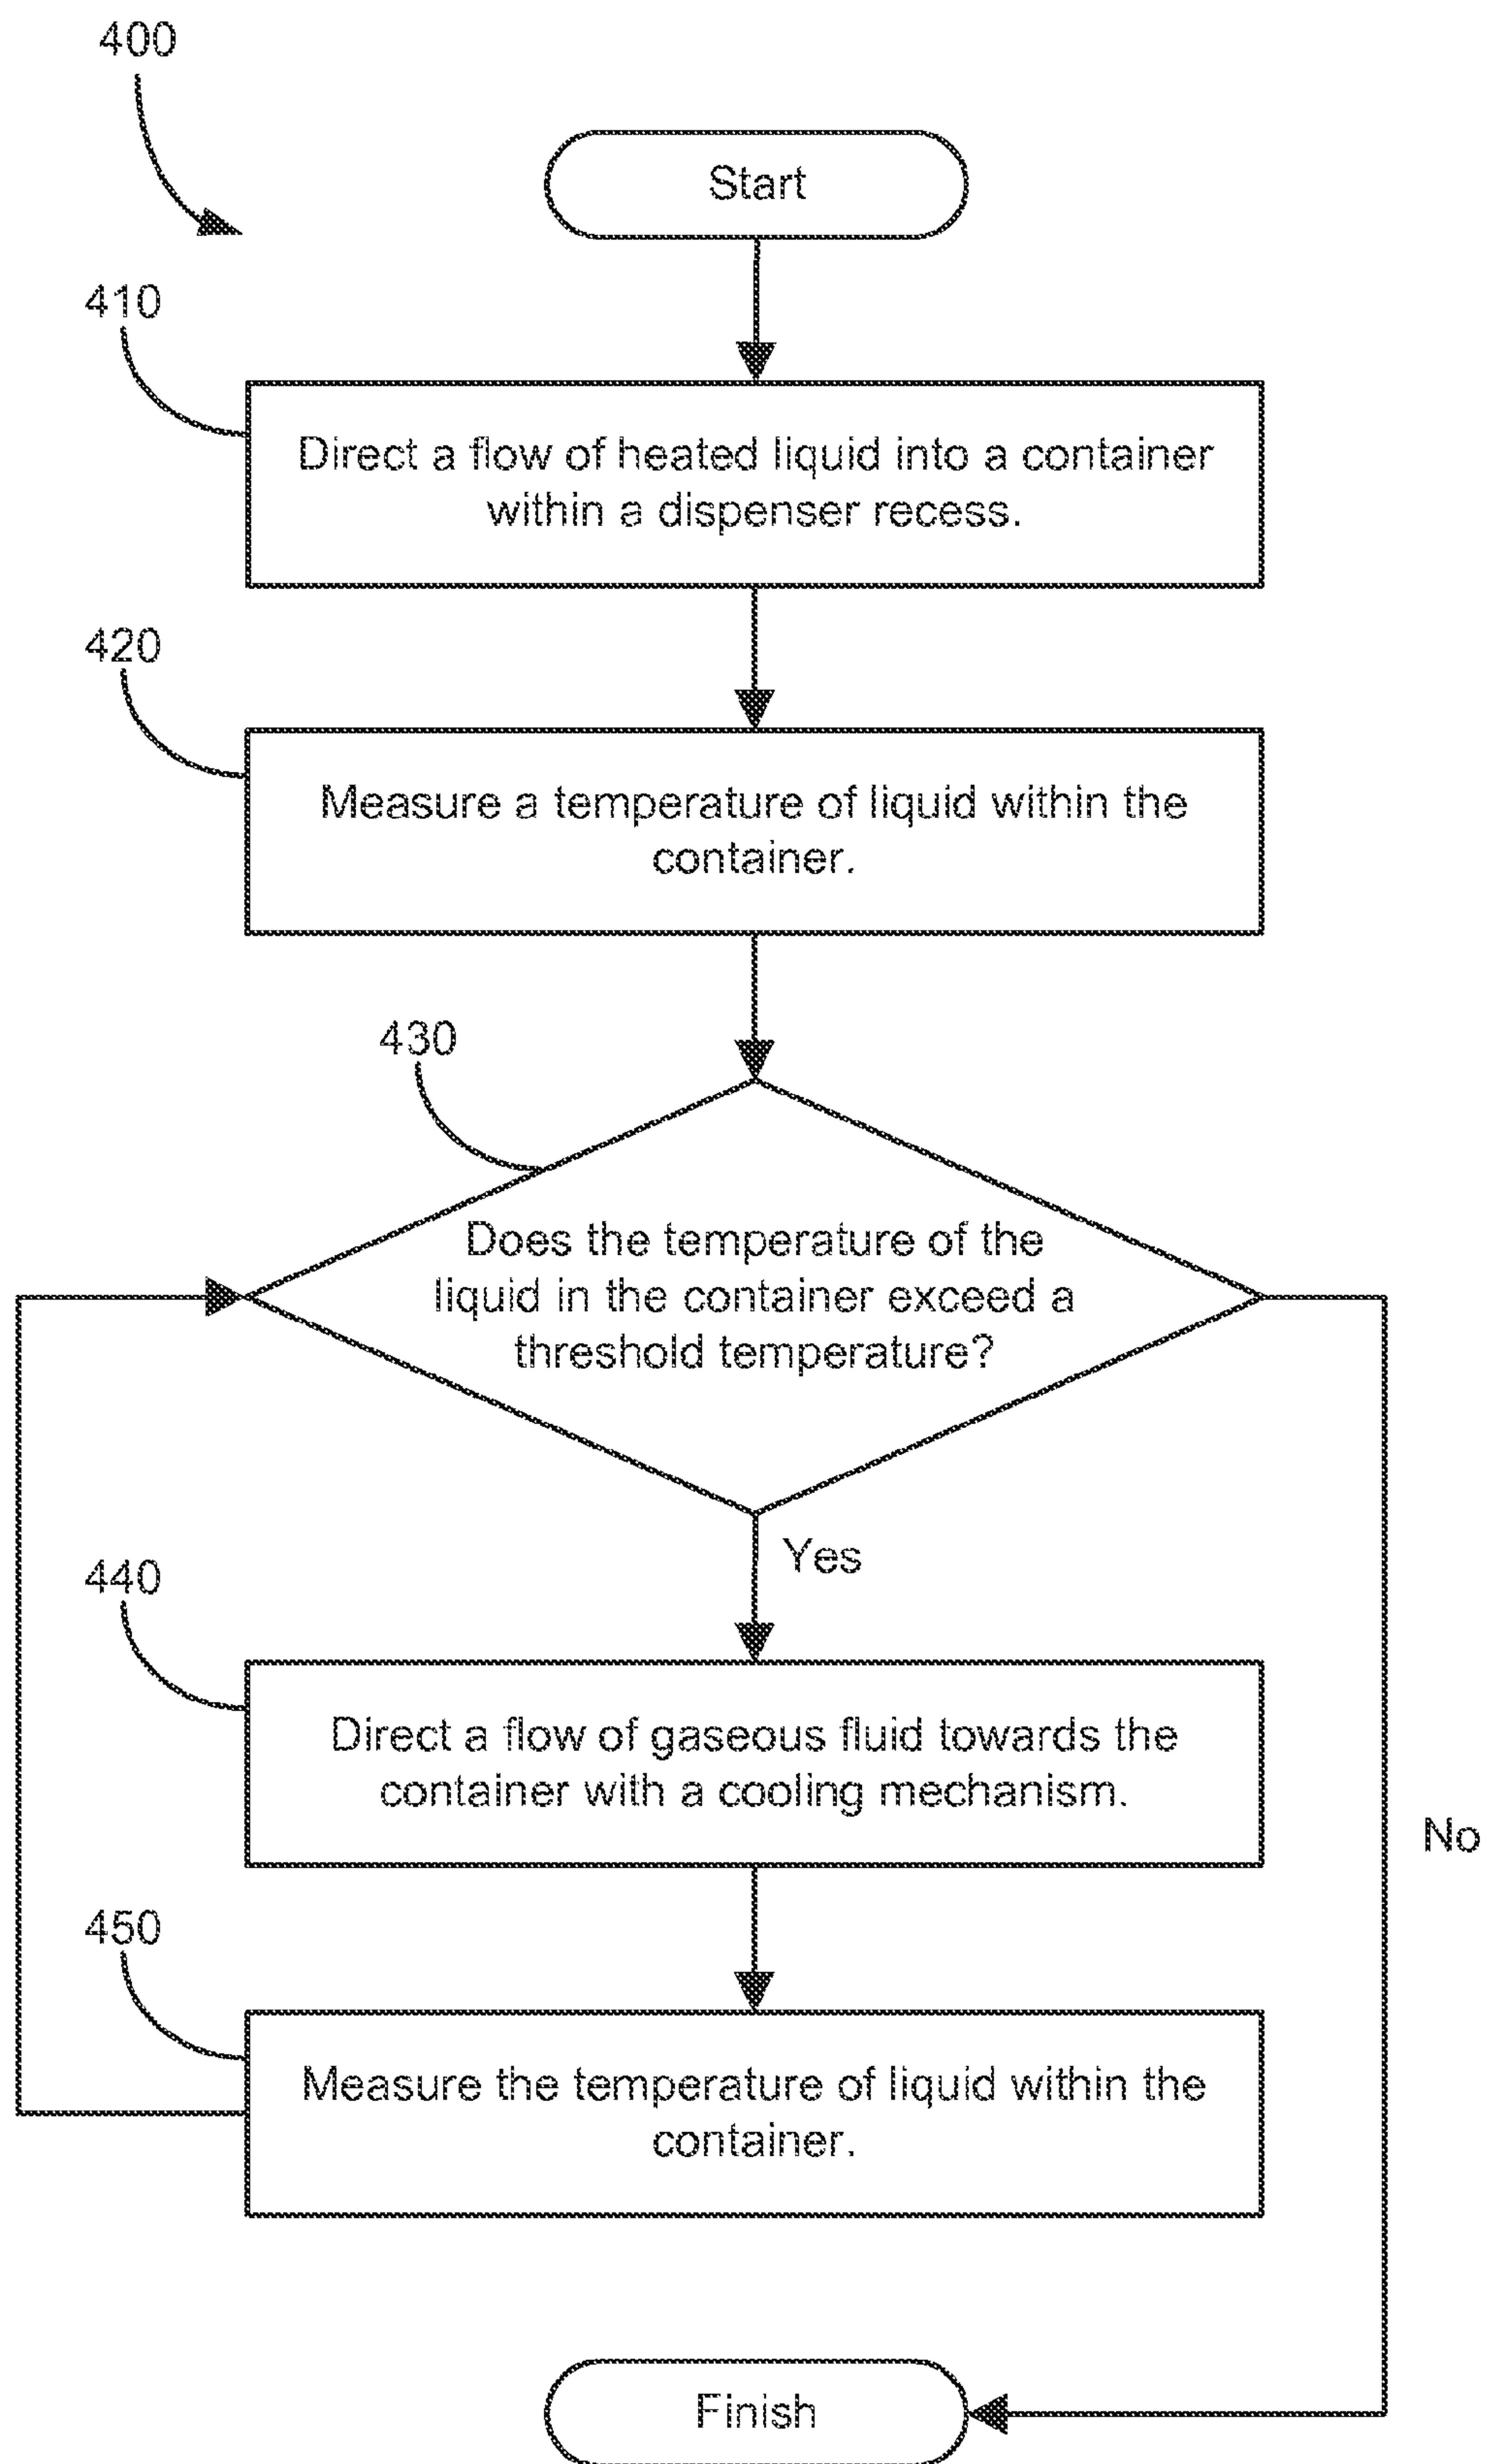 400
Start
410
Direct a flow of heated liquid into a container
within a dispenser recess.
420
Measure a temperature of liquid within the
container.
430
Does the temperature of the
liquid in the container exceed a
threshold temperature?
Yes
440
Direct a flow of gaseous fluid towards the
container with a cooling mechanism.
No
450
Measure the temperature of liquid within the
container.
Finish